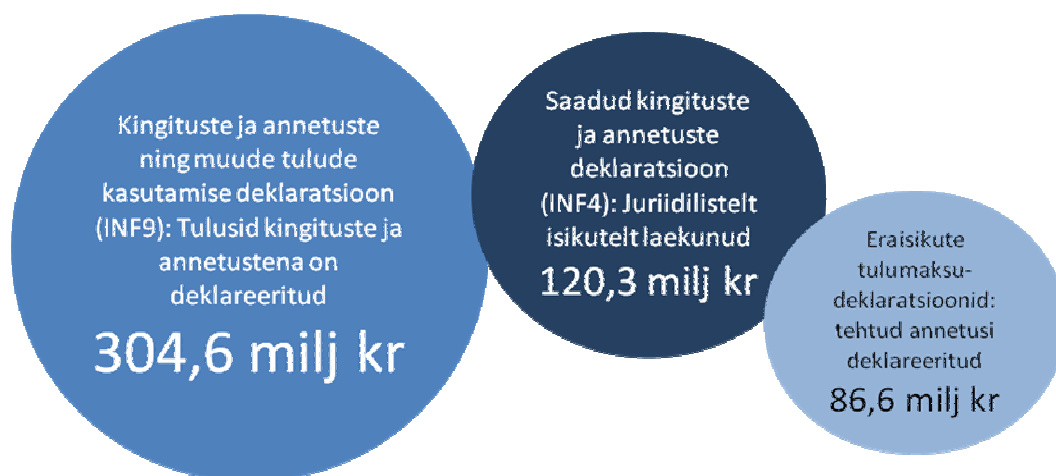 Kingituste ja annetuste
ning muude tulude
kasutamise deklaratsioon
(INF9): Tulusid kingituste ja
annetustena on
deklareeritud
304,6 milj kr
Saadud kingituste
ja annetuste
deklaratsioon
(INF4): Juriidilistelt
isikutelt laekunud
120,3 milj kr
Eraisikute
tulumaksu-
deklaratsioonid:
tehtud annetusi
deklareeritud
86,6 milj kr